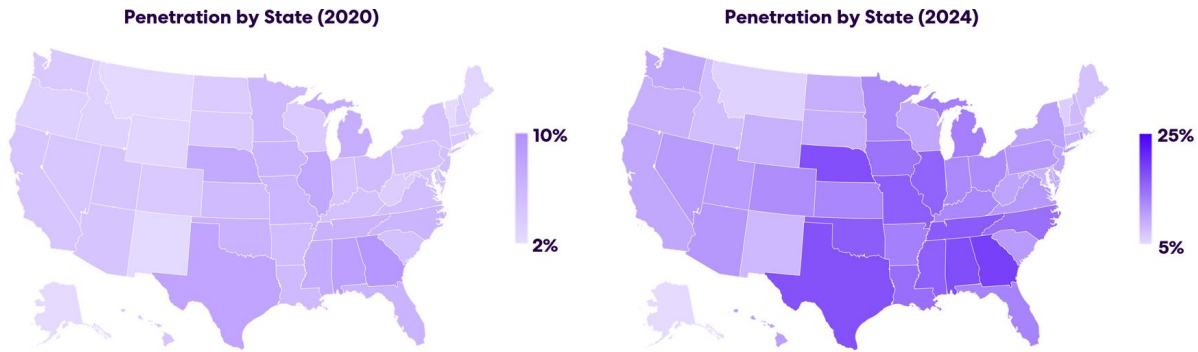 Penetration by State (2020)
Penetration by State (2024)
10%
2%
25%
5%